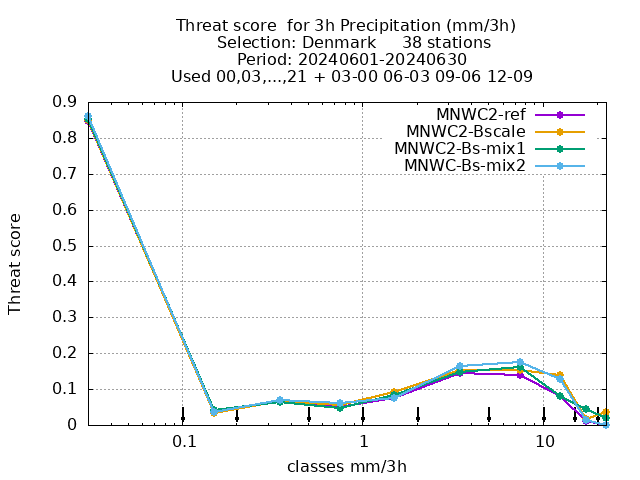 Threat score  for 3h Precipitation (mm/3h)
Selection: Denmark     38 stations
Period: 20240601-20240630
Used 00,03,...,21 + 03-00 06-03 09-06 12-09
MNWC2-ref
MNWC2-Bscale
MNWC2-Bs-mix1
MNWC-Bs-mix2
0.9
0.8
0.7
0.6
0.5
0.4
0.3
0.2
0.1
0
Threat score
0.1 1 10
classes mm/3h